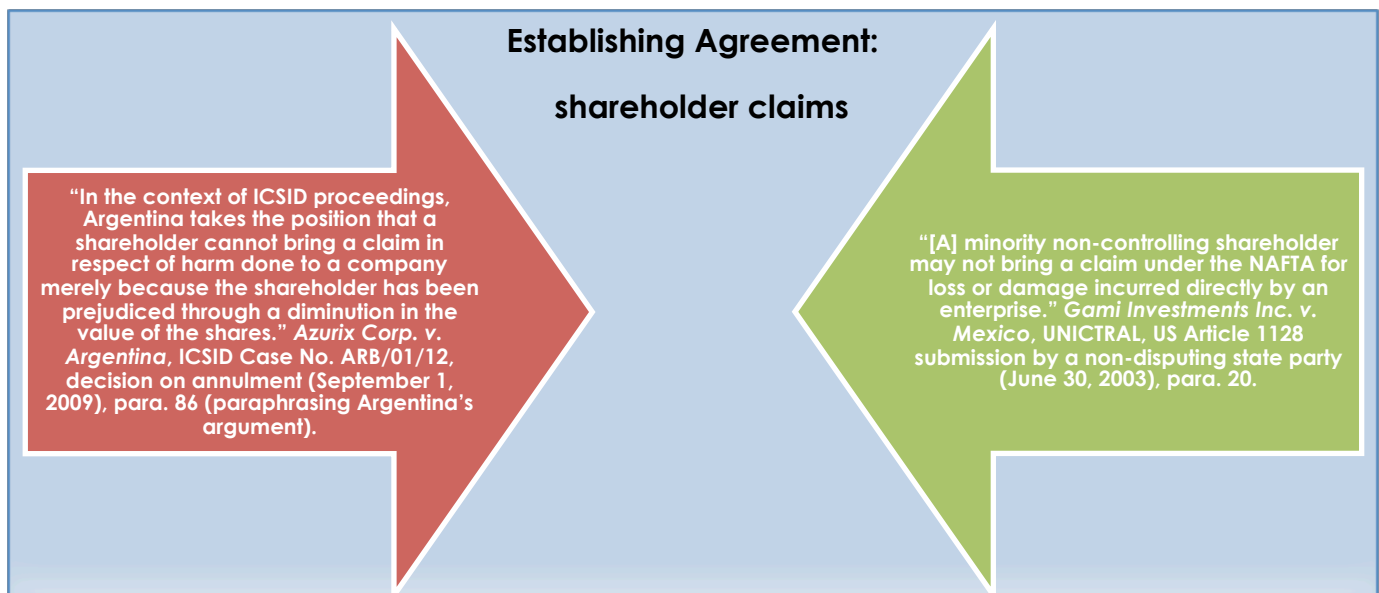 Establishing Agreement:
shareholder claims
“In the context of ICSID proceedings,
Argentina takes the position that a
shareholder cannot bring a claim in
respect of harm done to a company
merely because the shareholder has been
prejudiced through a diminution in the
value of the shares.” Azurix Corp. v.
Argentina, ICSID Case No. ARB/01/12,
decision on annulment (September 1,
2009), para. 86 (paraphrasing Argentina’s
argument).
“[A] minority non-controlling shareholder
may not bring a claim under the NAFTA for
loss or damage incurred directly by an
enterprise.” Gami Investments Inc. v.
Mexico, UNICTRAL, US Article 1128
submission by a non-disputing state party
(June 30, 2003), para. 20.